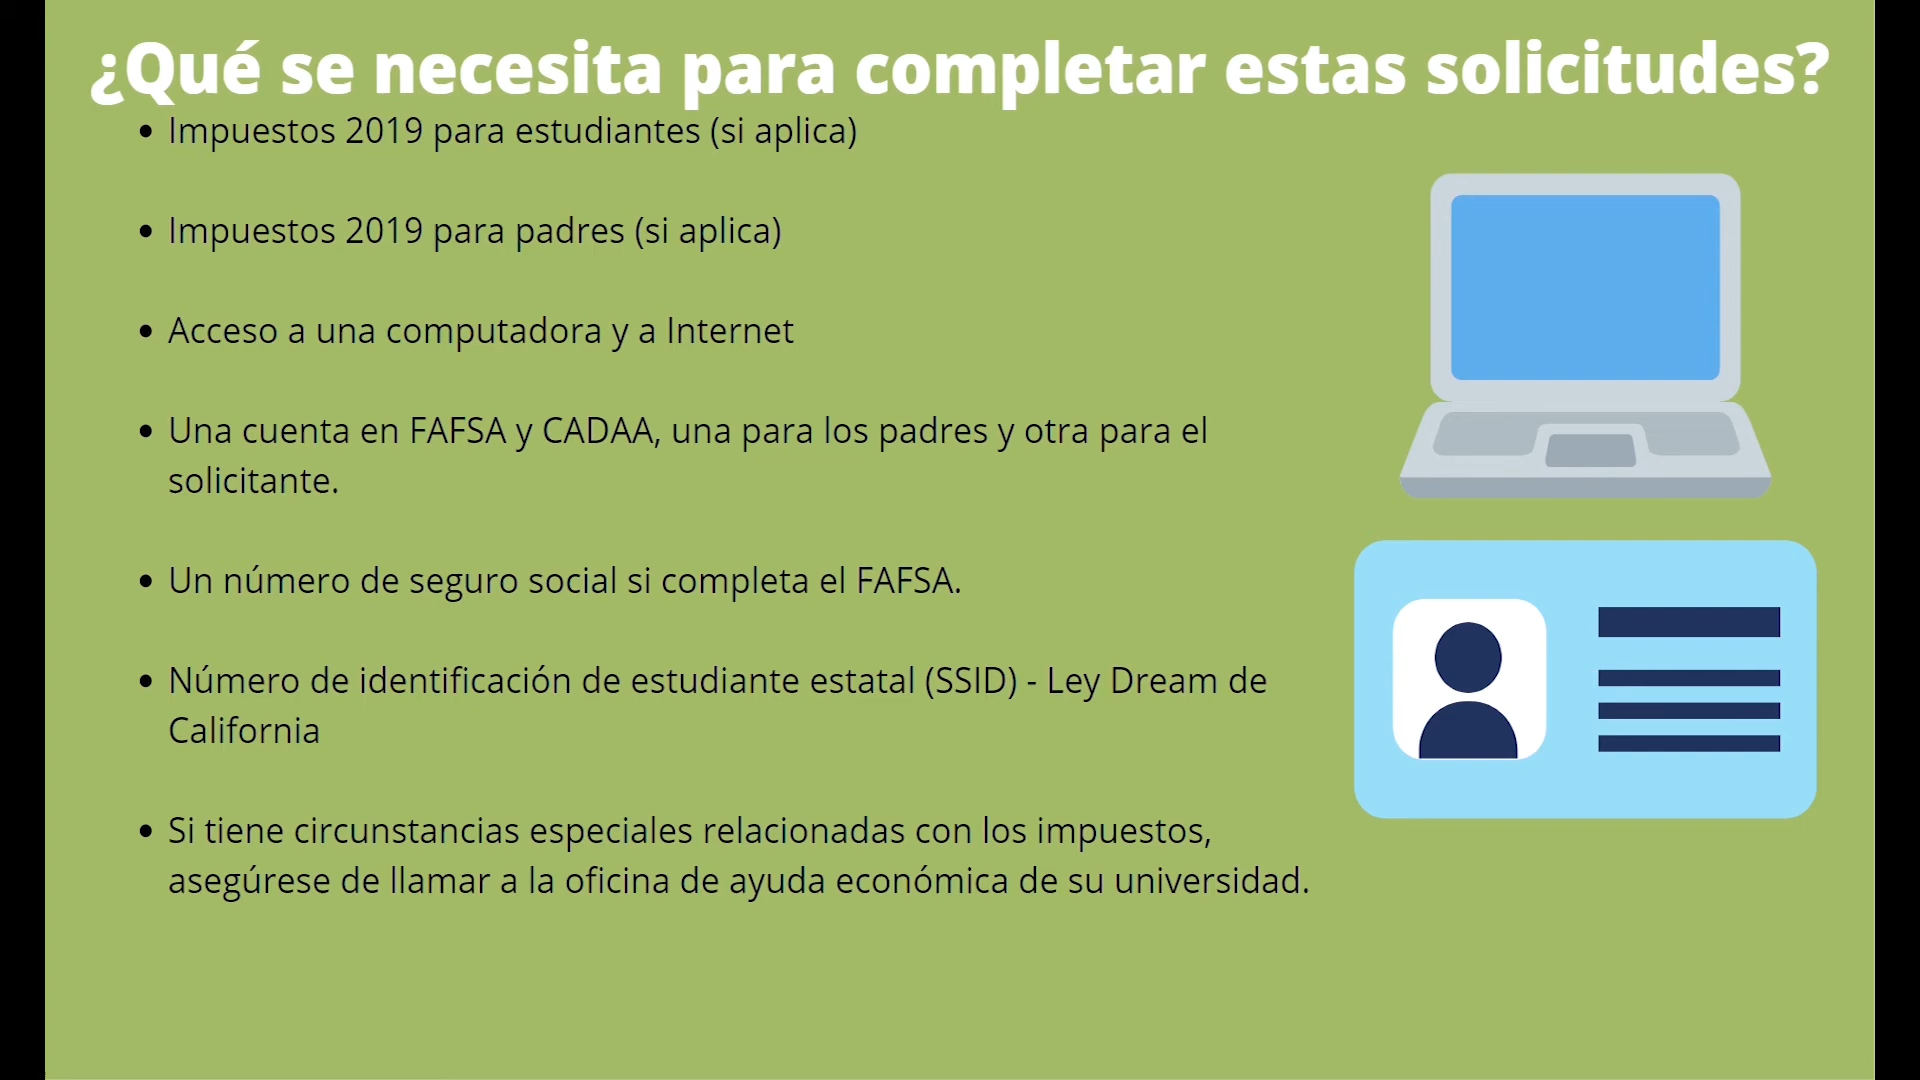 ¿Qué se necesita para completar estas solicitudes?
• Impuestos 2019 para estudiantes (si aplica)
• Impuestos 2019 para padres (si aplica)
• Acceso a una computadora y a Internet
• Una cuenta en FAFSA y CADAA, una para los padres y otra para el
solicitante.
• Un número de seguro social si completa el FAFSA.
• Número de identificación de estudiante estatal (SSID) - Ley Dream de
California
• Si tiene circunstancias especiales relacionadas con los impuestos,
asegúrese de llamar a la oficina de ayuda económica de su universidad.